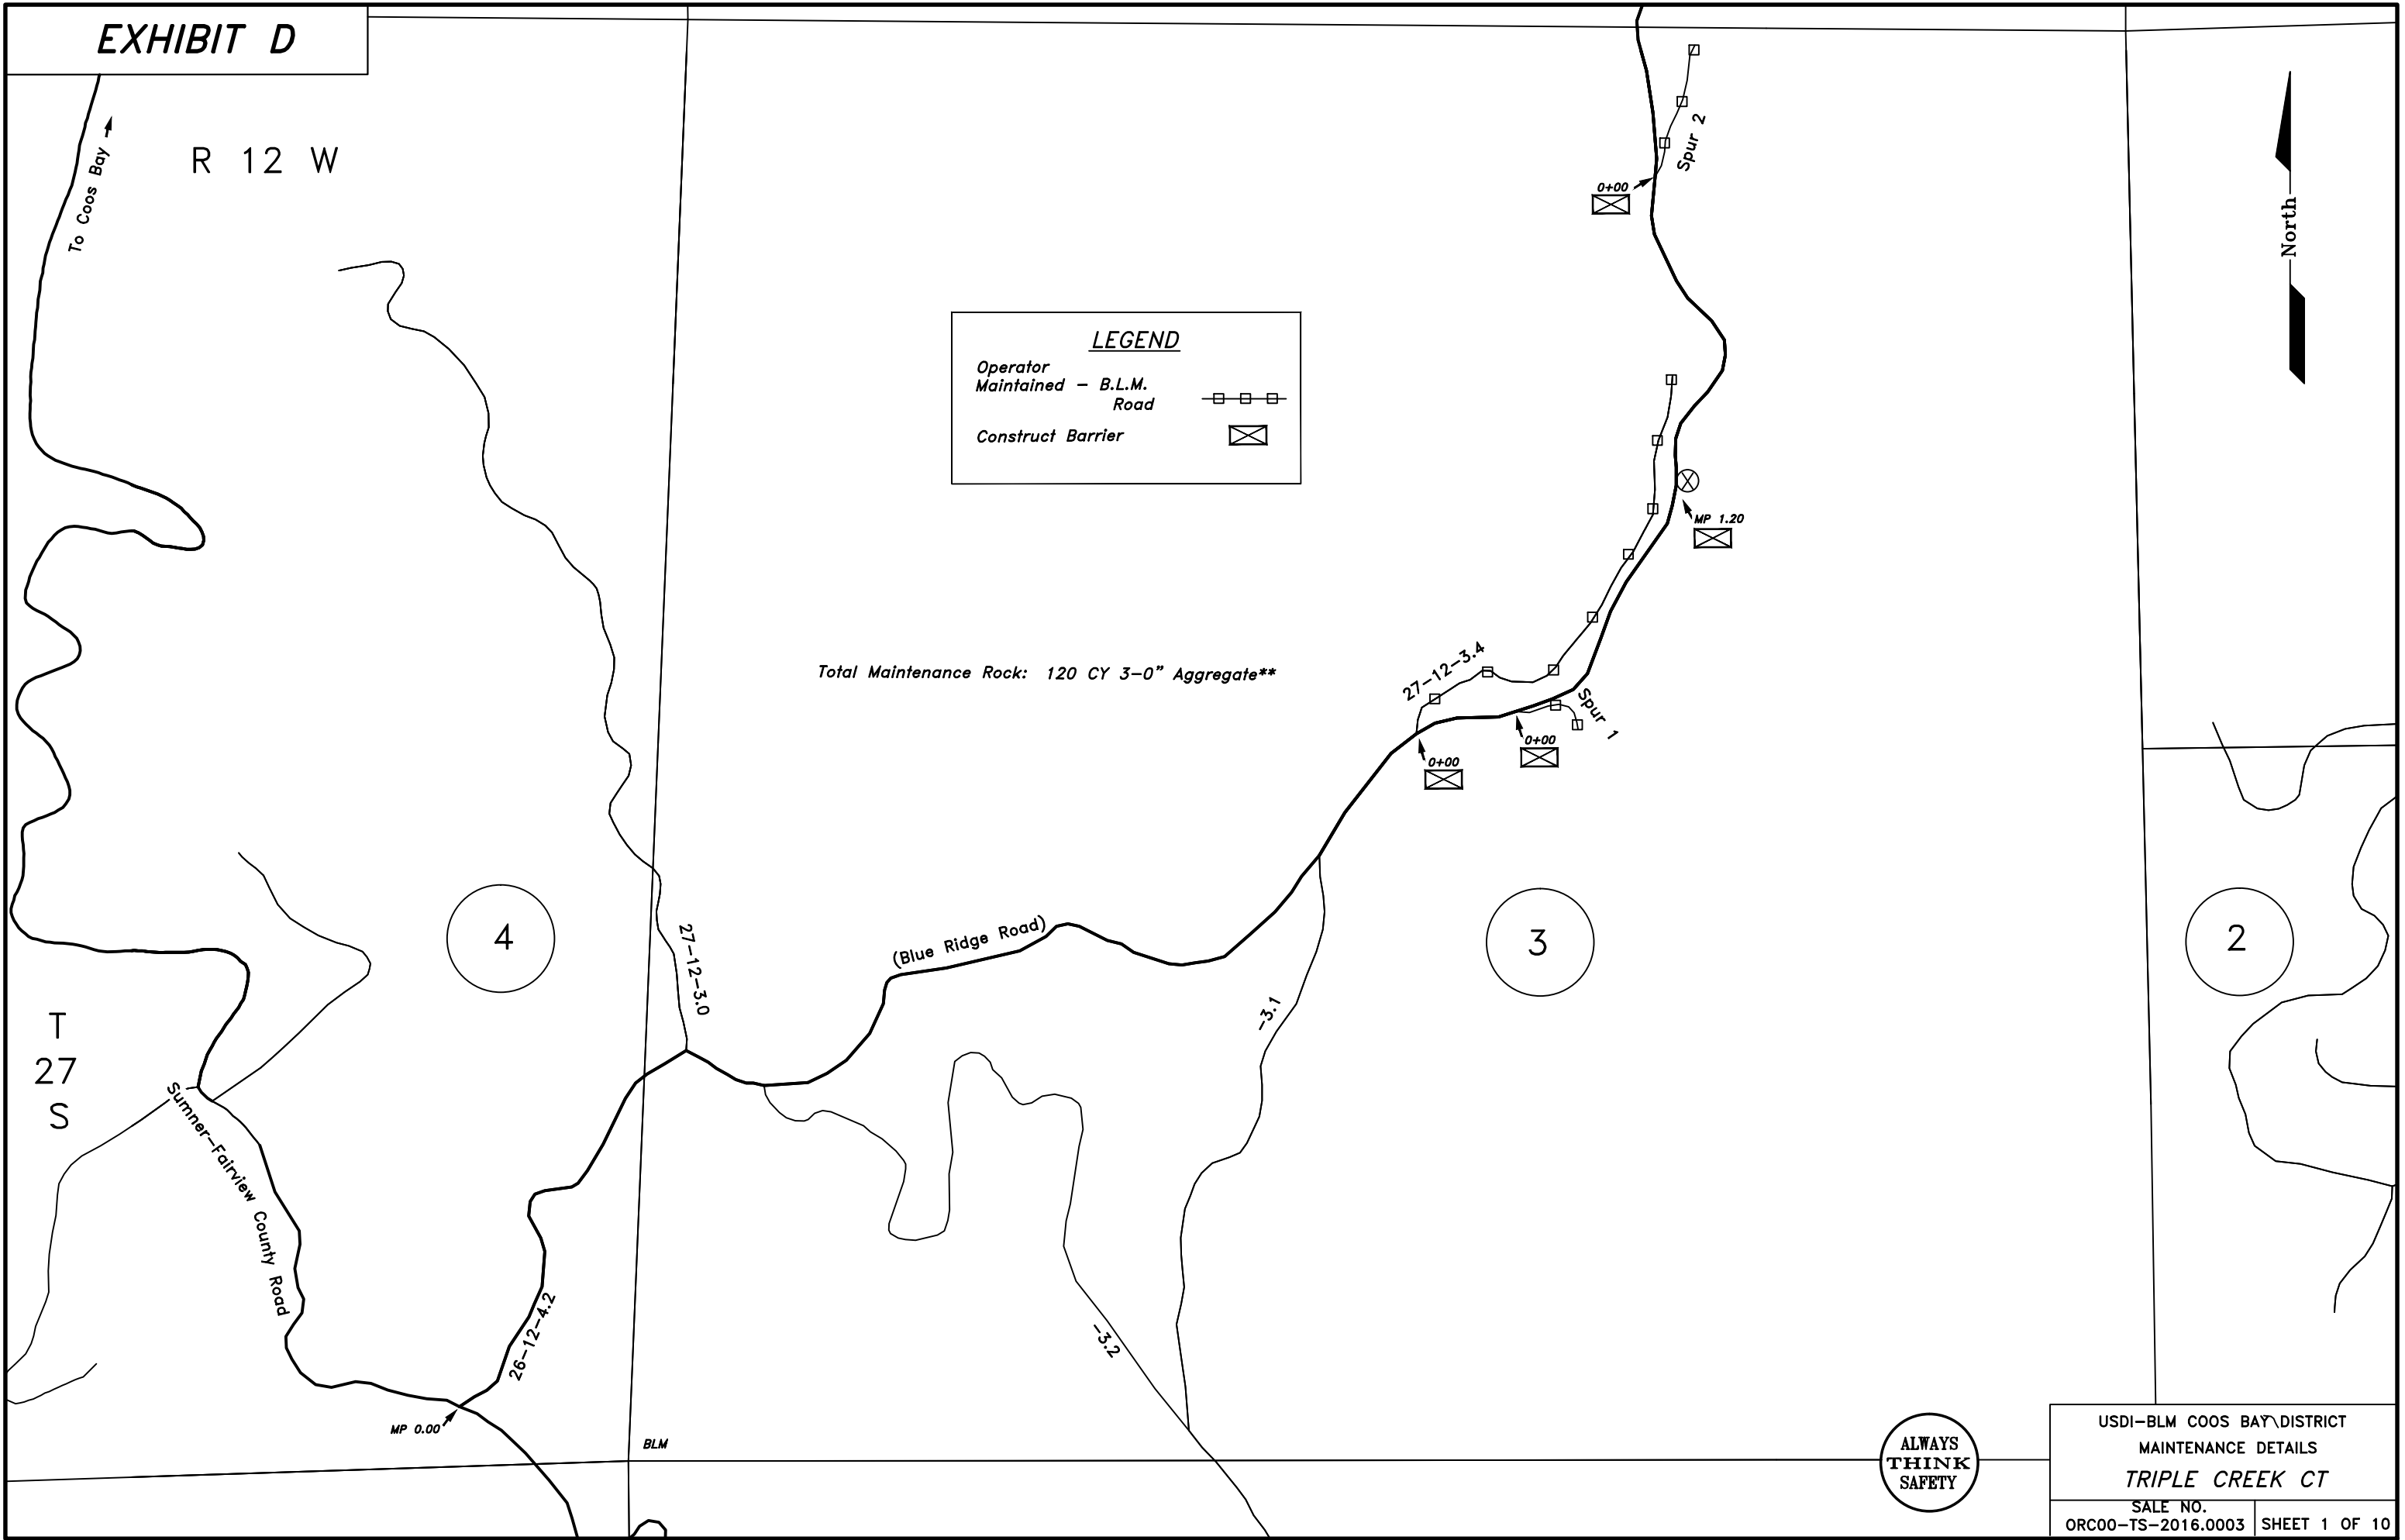 EXHIBIT D
To Coos Bay
R 12 W
Spur 2
0+00
North
LEGEND
Operator
Maintained - B.L.M.
Road
Construct Barrier
MP 1.20
Total Maintenance Rock: 120 CY 3-0" Aggregate**
27-12-3.4
Spur 1
0+00
0+00
4
27-12-3.0
(Blue Ridge Road)
3
2
-3.1
T
27
S
Sumner-Fairview County Road
26-12-4.2
-3.2
MP 0.00
BLM
ALWAYS
THINK
SAFETY
USDI-BLM COOS BAY\DISTRICT
MAINTENANCE DETAILS
TRIPLE CREEK CT
SALE NO.
ORC00-TS-2016.0003
SHEET 1 OF 10